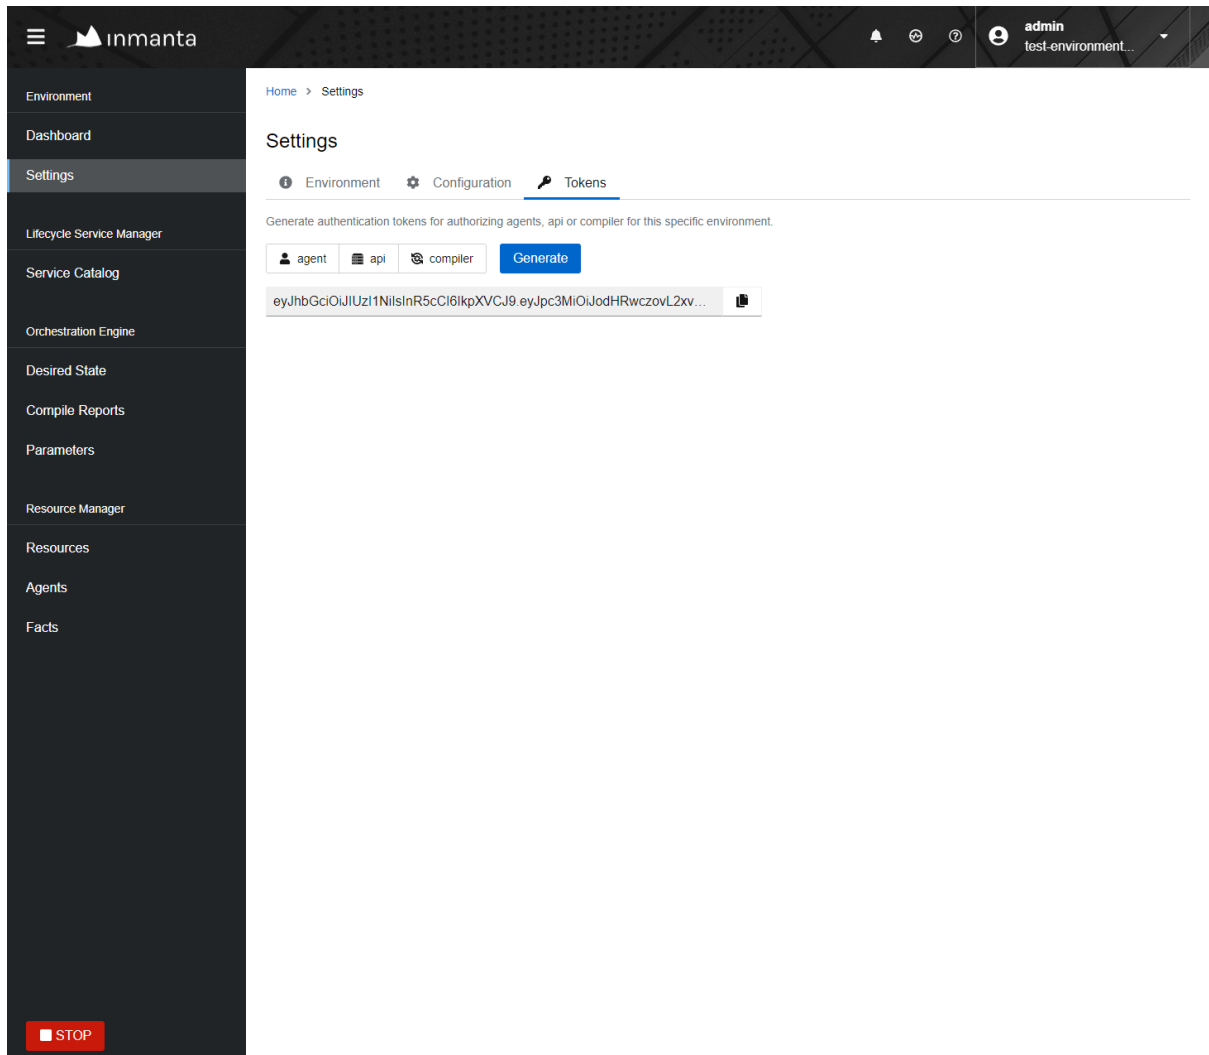 inmanta
admin
test-environment...
Environment
Dashboard
Settings
Lifecycle Service Manager
Service Catalog
Orchestration Engine
Desired State
Compile Reports
Parameters
Resource Manager
Resources
Agents
Facts
STOP
Home > Settings
Settings
Environment Configuration Tokens
Generate authentication tokens for authorizing agents, api or compiler for this specific environment.
agent api compiler Generate
eyJhbGciOiJIUzI1NiIsInR5cCI6IkpXVCJ9.eyJpc3MiOiJodHRwczovL2xv...